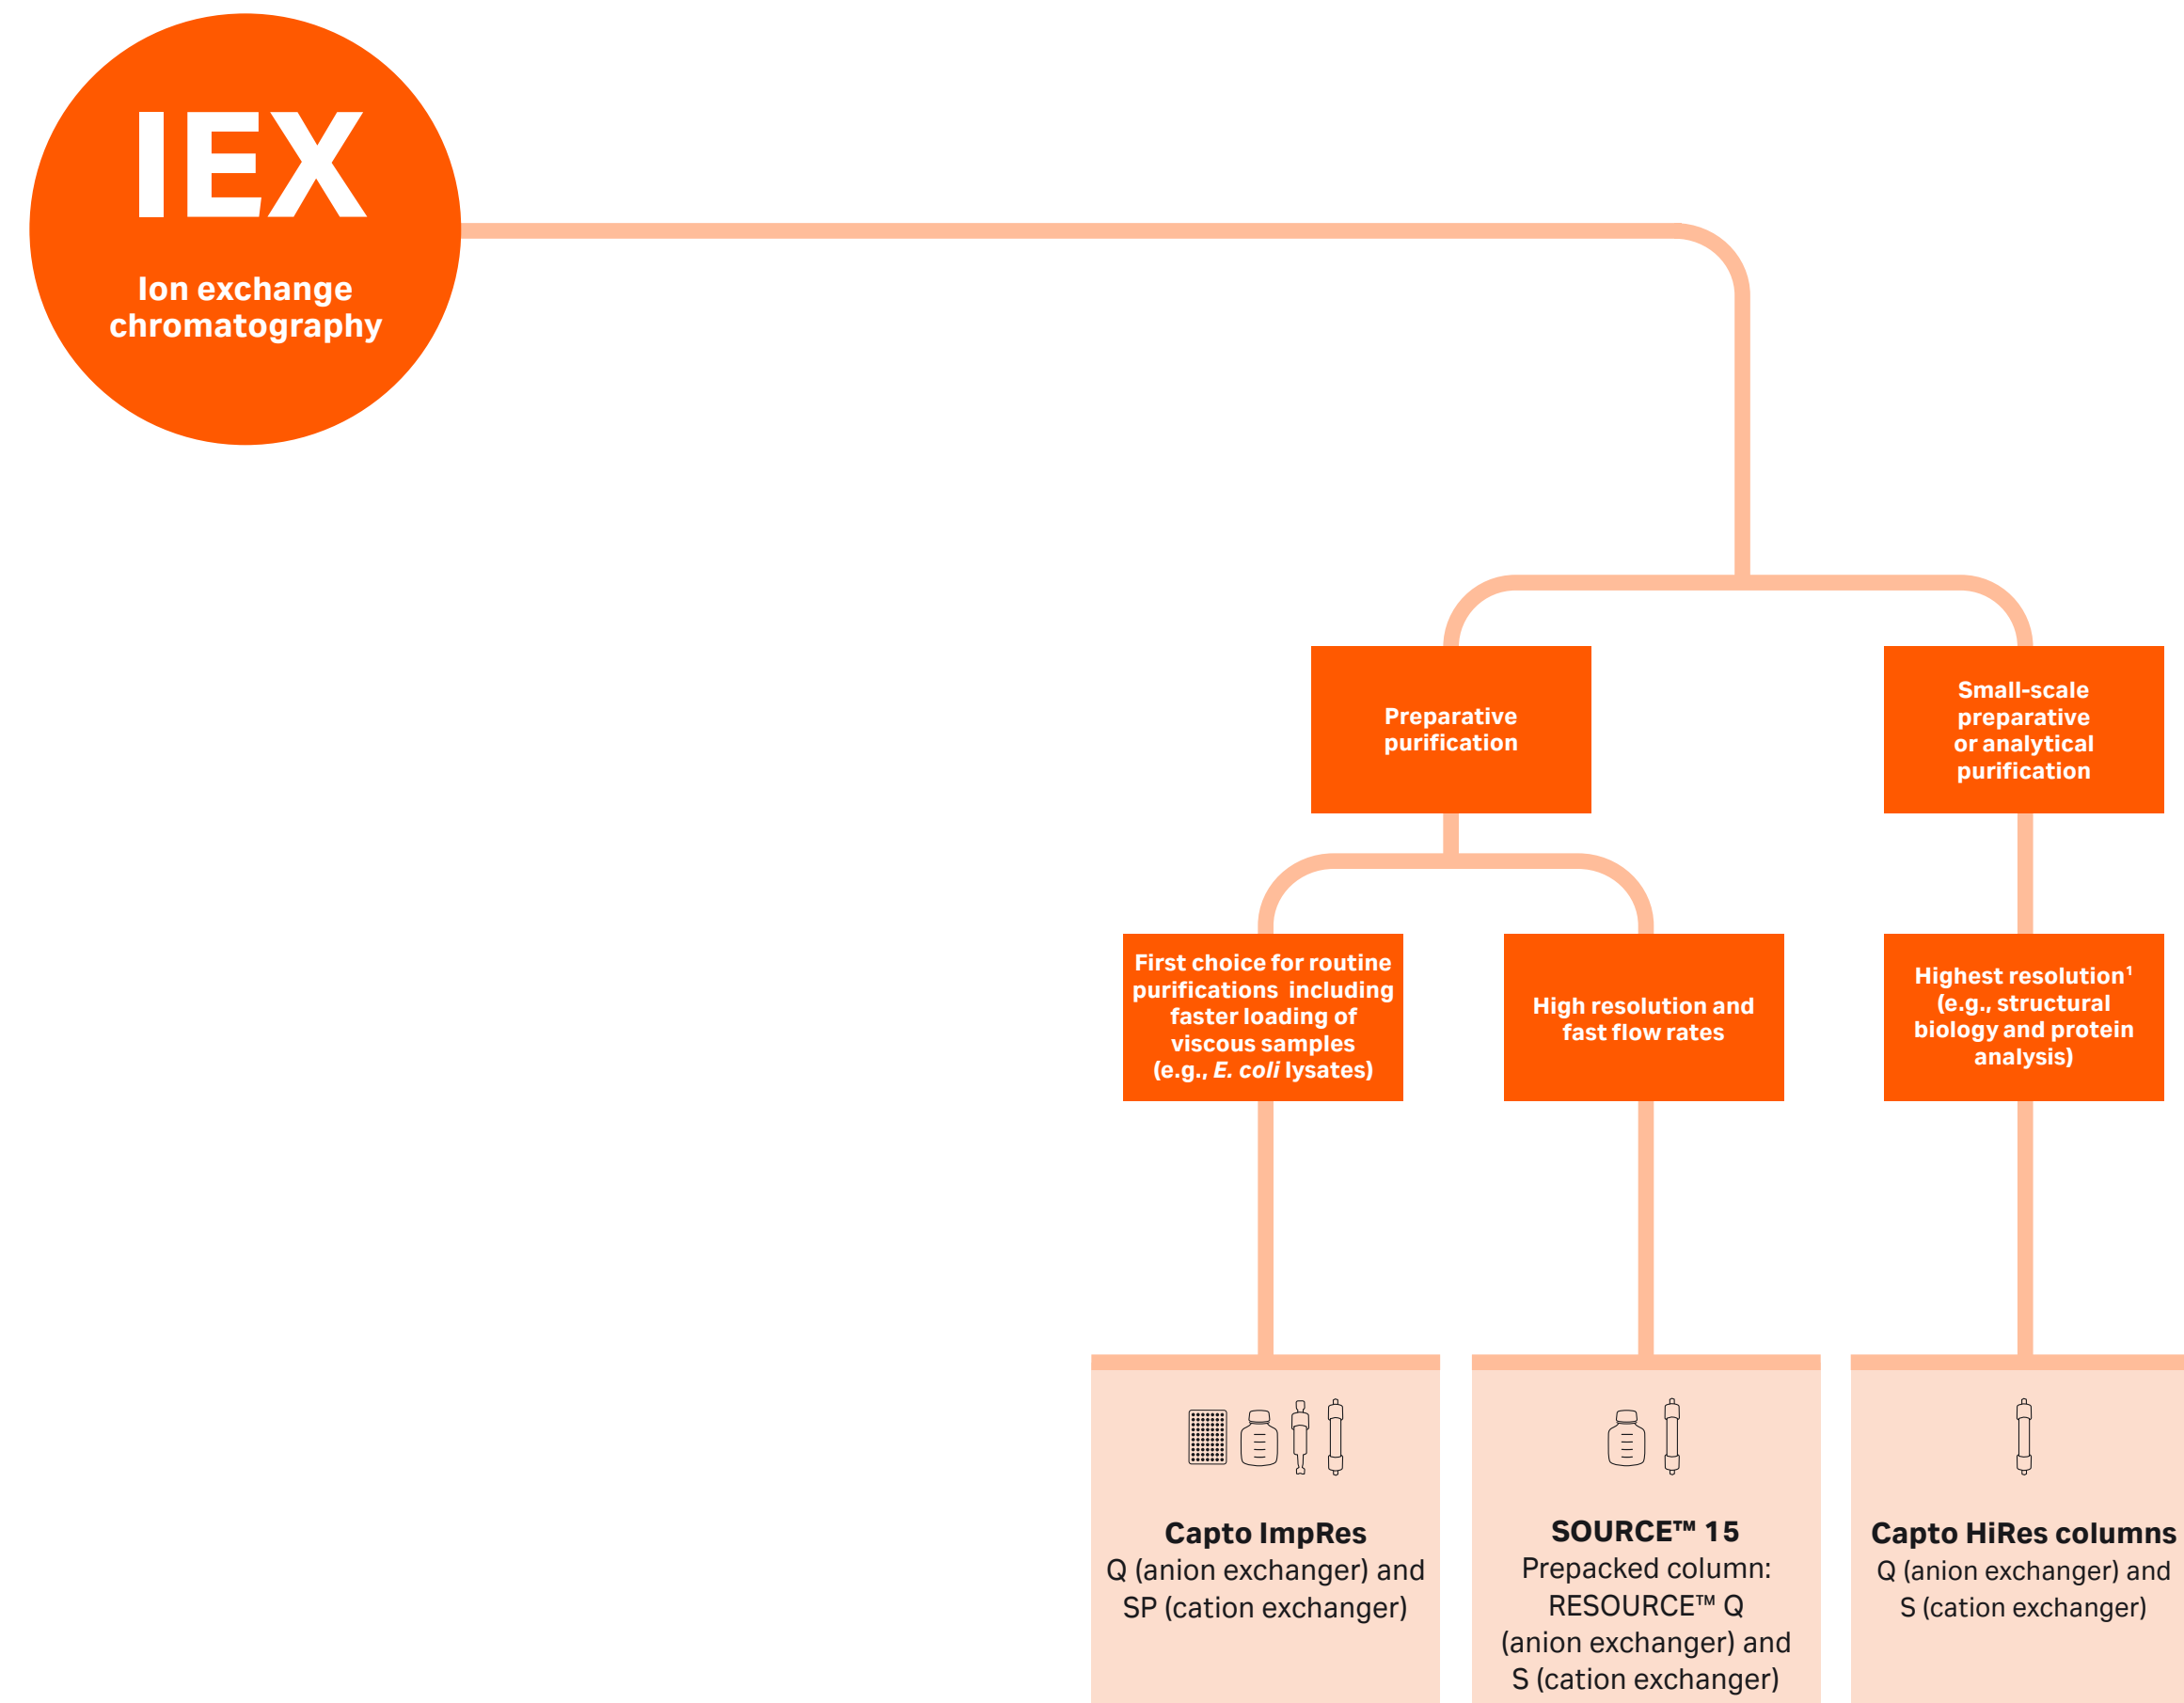 IEX
Ion exchange
chromatography
Preparative
purification
Small-scale
preparative
or analytical
purification
First choice for routine
purifications including
faster loading of
viscous samples
(e.g., E. coli lysates)
High resolution and
fast flow rates
Highest resolution¹
(e.g., structural
biology and protein
analysis)
Capto ImpRes
Q (anion exchanger) and
SP (cation exchanger)
SOURCE™ 15
Prepacked column:
RESOURCE™ Q
(anion exchanger) and
S (cation exchanger)
Capto HiRes columns
Q (anion exchanger) and
S (cation exchanger)